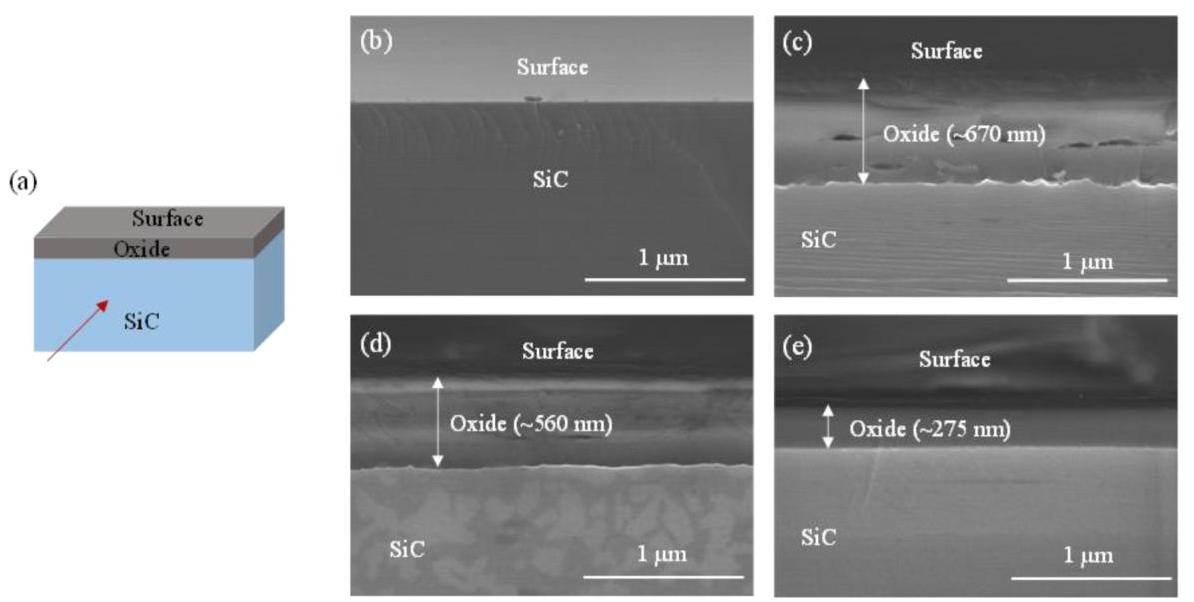 (a)
Surface
Oxide
SiC
(b)
Surface
SiC
1 μm
(c)
Surface
Oxide (~670 nm)
SiC
1 μm
(d)
Surface
Oxide (~560 nm)
SiC
1 μm
(e)
Surface
Oxide (~275 nm)
SiC
1 μm